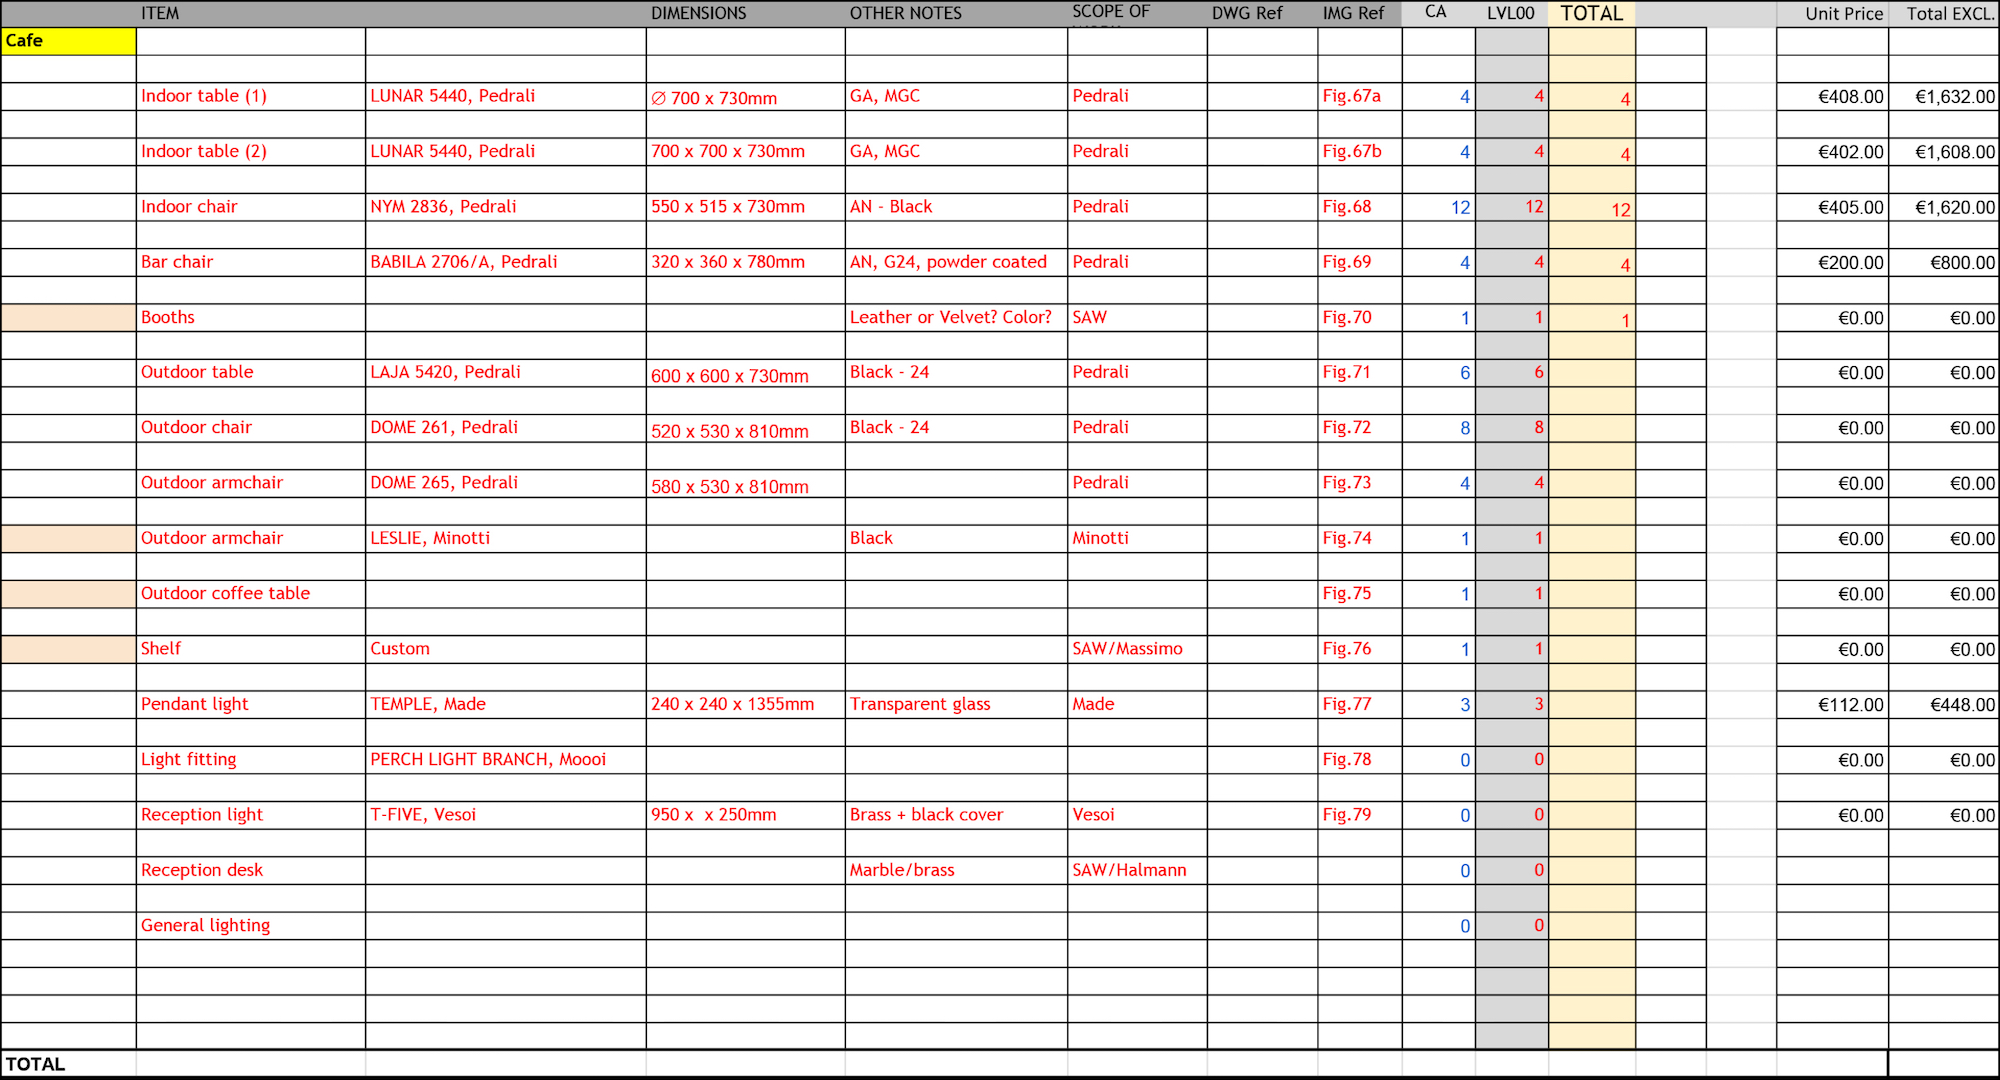 ITEM DIMENSIONS OTHER NOTES SCOPE OF DWG Ref IMG Ref CA LVL00 TOTAL Unit Price Total EXCL.
Cafe
Indoor table (1) LUNAR 5440, Pedrali ∅ 700 x 730mm GA, MGC Pedrali Fig.67a 4 4 4 €408.00 €1,632.00
Indoor table (2) LUNAR 5440, Pedrali 700 x 700 x 730mm GA, MGC Pedrali Fig.67b 4 4 4 €402.00 €1,608.00
Indoor chair NYM 2836, Pedrali 550 x 515 x 730mm AN - Black Pedrali Fig.68 12 12 12 €405.00 €1,620.00
Bar chair BABILA 2706/A, Pedrali 320 x 360 x 780mm AN, G24, powder coated Pedrali Fig.69 4 4 4 €200.00 €800.00
Booths Leather or Velvet? Color? SAW Fig.70 1 1 1 €0.00 €0.00
Outdoor table LAJA 5420, Pedrali 600 x 600 x 730mm Black - 24 Pedrali Fig.71 6 6 €0.00 €0.00
Outdoor chair DOME 261, Pedrali 520 x 530 x 810mm Black - 24 Pedrali Fig.72 8 8 €0.00 €0.00
Outdoor armchair DOME 265, Pedrali 580 x 530 x 810mm Pedrali Fig.73 4 4 €0.00 €0.00
Outdoor armchair LESLIE, Minotti Black Minotti Fig.74 1 1 €0.00 €0.00
Outdoor coffee table Fig.75 1 1 €0.00 €0.00
Shelf Custom SAW/Massimo Fig.76 1 1 €0.00 €0.00
Pendant light TEMPLE, Made 240 x 240 x 1355mm Transparent glass Made Fig.77 3 3 €112.00 €448.00
Light fitting PERCH LIGHT BRANCH, Moooi Fig.78 0 0 €0.00 €0.00
Reception light T-FIVE, Vesoi 950 x  x 250mm Brass + black cover Vesoi Fig.79 0 0 €0.00 €0.00
Reception desk Marble/brass SAW/Halmann 0 0
General lighting 0 0
TOTAL